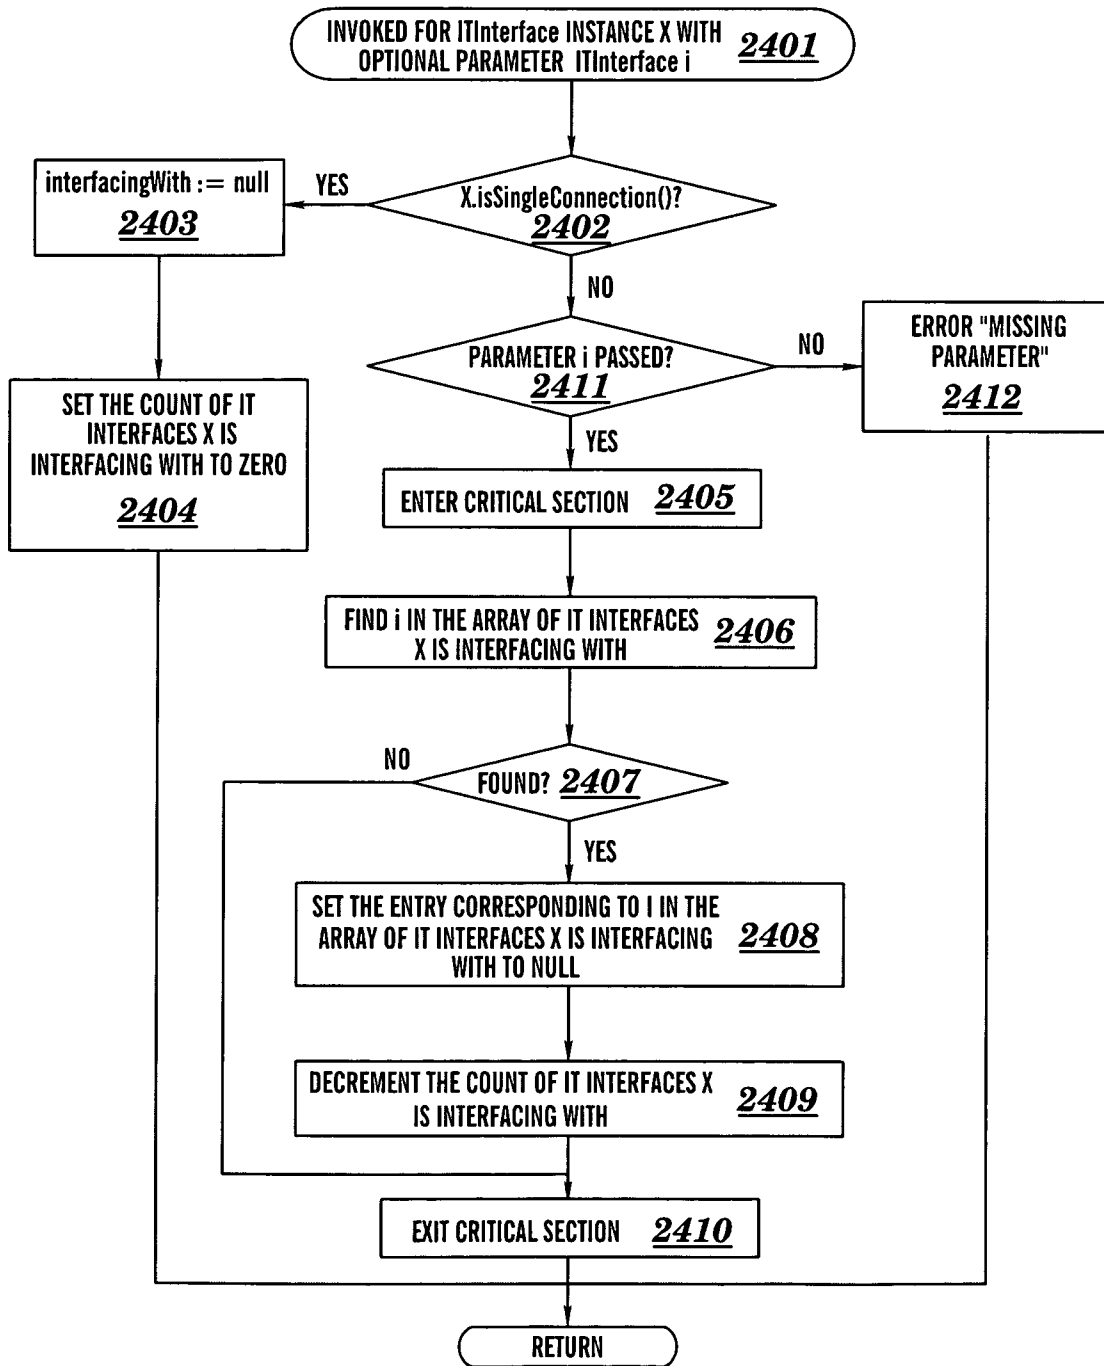 INVOKED FOR ITInterface INSTANCE X WITH
OPTIONAL PARAMETER ITInterface i
2401
X.isSingleConnection()?
2402
YES
interfacingWith := null
2403
SET THE COUNT OF IT
INTERFACES X IS
INTERFACING WITH TO ZERO
2404
NO
PARAMETER i PASSED?
2411
NO
ERROR "MISSING
PARAMETER"
2412
YES
ENTER CRITICAL SECTION 2405
FIND i IN THE ARRAY OF IT INTERFACES
X IS INTERFACING WITH
2406
NO
FOUND? 2407
YES
SET THE ENTRY CORRESPONDING TO I IN THE
ARRAY OF IT INTERFACES X IS INTERFACING
WITH TO NULL
2408
DECREMENT THE COUNT OF IT INTERFACES X
IS INTERFACING WITH
2409
EXIT CRITICAL SECTION 2410
RETURN